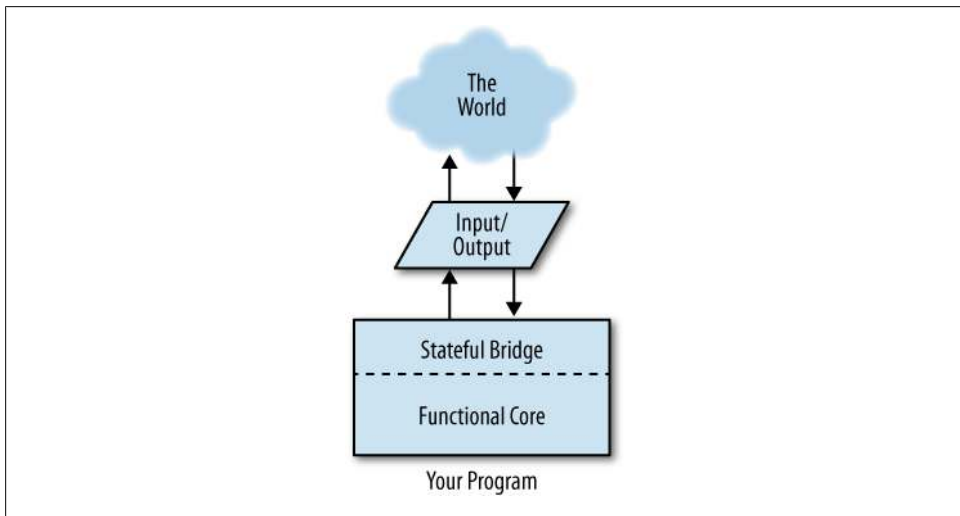 The
World
Input/
Output
Stateful Bridge
Functional Core
Your Program